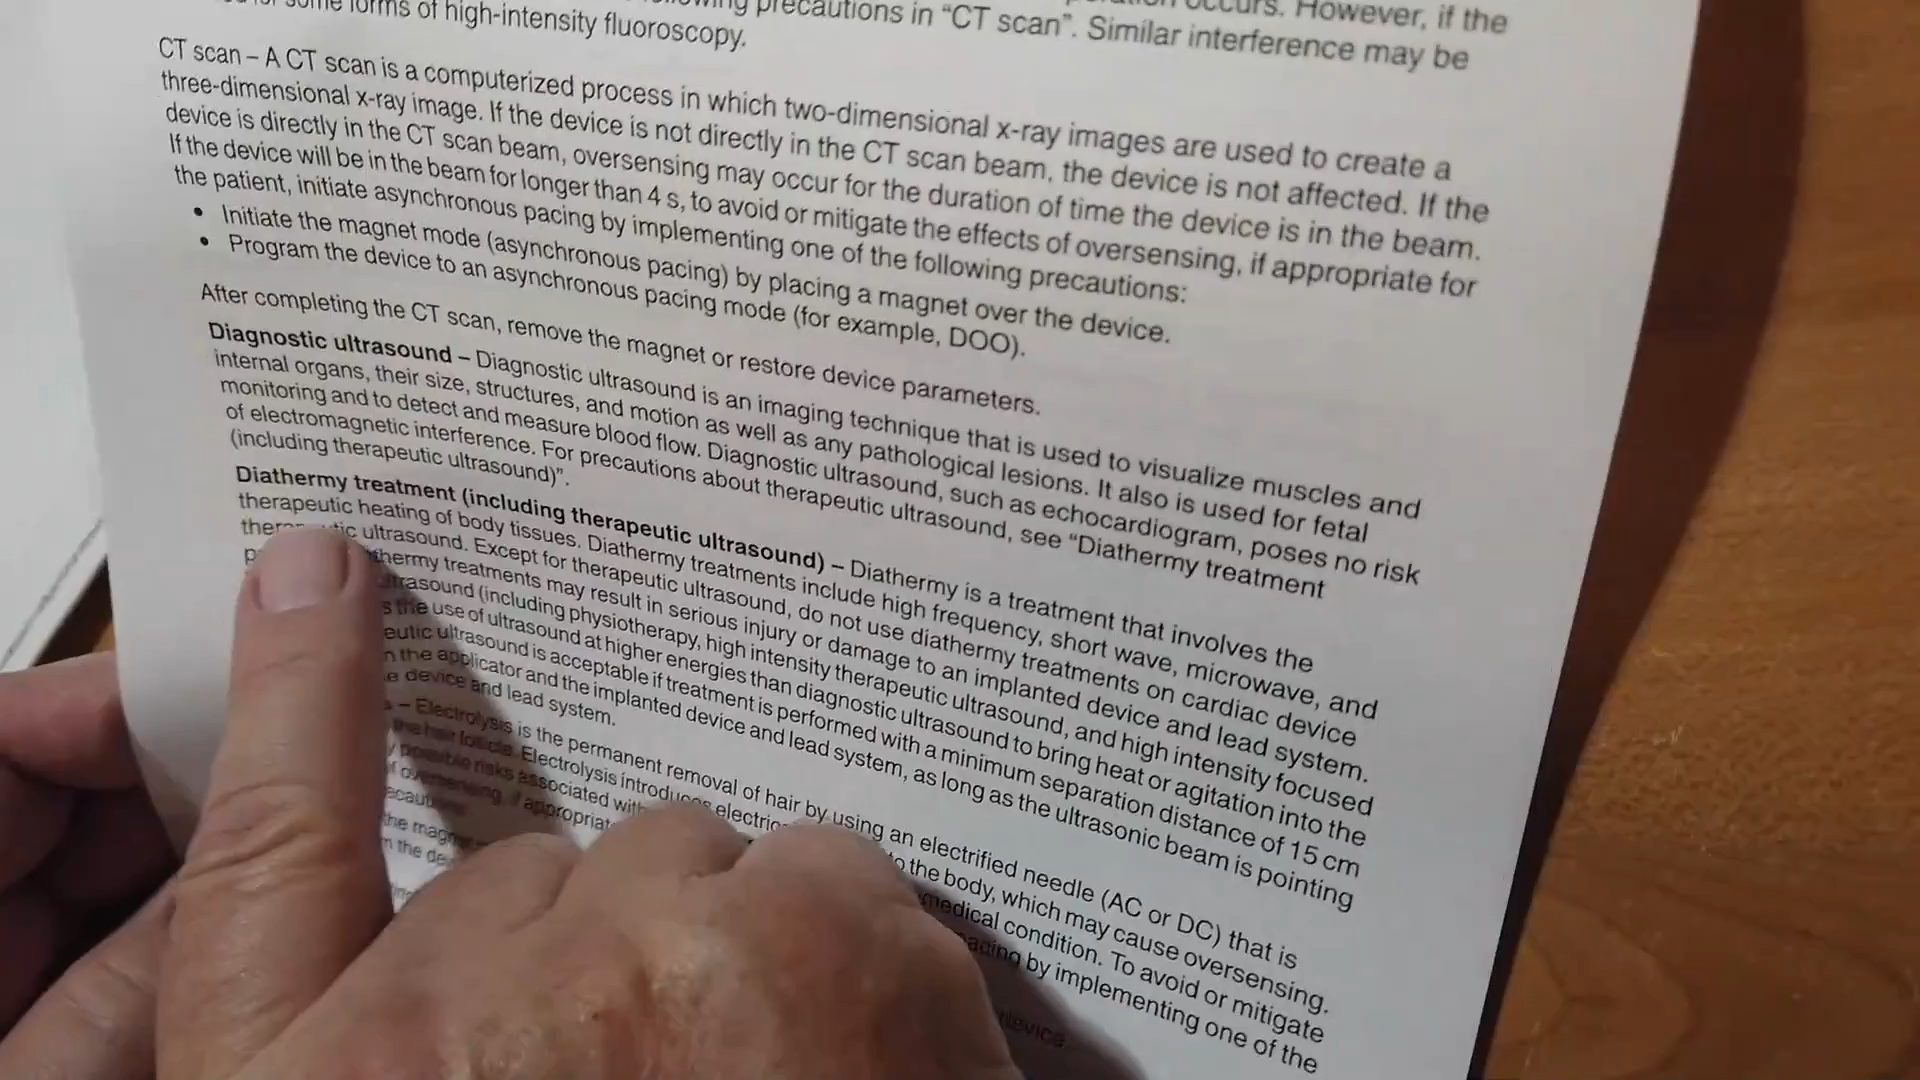 occurs. However, if the
precautions in “CT scan”. Similar interference may be
some forms of high-intensity fluoroscopy.
CT scan – A CT scan is a computerized process in which two-dimensional x-ray images are used to create a
three-dimensional x-ray image. If the device is not directly in the CT scan beam, the device is not affected. If the
device is directly in the CT scan beam, oversensing may occur for the duration of time the device is in the beam.
If the device will be in the beam for longer than 4 s, to avoid or mitigate the effects of oversensing, if appropriate for
the patient, initiate asynchronous pacing by implementing one of the following precautions:
• Initiate the magnet mode (asynchronous pacing) by placing a magnet over the device.
• Program the device to an asynchronous pacing mode (for example, DOO).
After completing the CT scan, remove the magnet or restore device parameters.
Diagnostic ultrasound – Diagnostic ultrasound is an imaging technique that is used to visualize muscles and
internal organs, their size, structures, and motion as well as any pathological lesions. It also is used for fetal
monitoring and to detect and measure blood flow. Diagnostic ultrasound, such as echocardiogram, poses no risk
of electromagnetic interference. For precautions about therapeutic ultrasound, see “Diathermy treatment
(including therapeutic ultrasound)”.
Diathermy treatment (including therapeutic ultrasound) – Diathermy is a treatment that involves the
therapeutic heating of body tissues. Diathermy treatments include high frequency, short wave, microwave, and
ultrasound. Except for therapeutic ultrasound, do not use diathermy treatments on cardiac device
treatments may result in serious injury or damage to an implanted device and lead system.
ultrasound (including physiotherapy, high intensity therapeutic ultrasound, and high intensity focused
the use of ultrasound at higher energies than diagnostic ultrasound to bring heat or agitation into the
ultrasound is acceptable if treatment is performed with a minimum separation distance of 15 cm
the applicator and the implanted device and lead system, as long as the ultrasonic beam is pointing
device and lead system.
– Electrolysis is the permanent removal of hair by using an electrified needle (AC or DC) that is
the hair follicle. Electrolysis introduces to the body, which may cause oversensing.
possible risks associated with medical condition. To avoid or mitigate
of oversensing, if pacing by implementing one of the
the
the device.